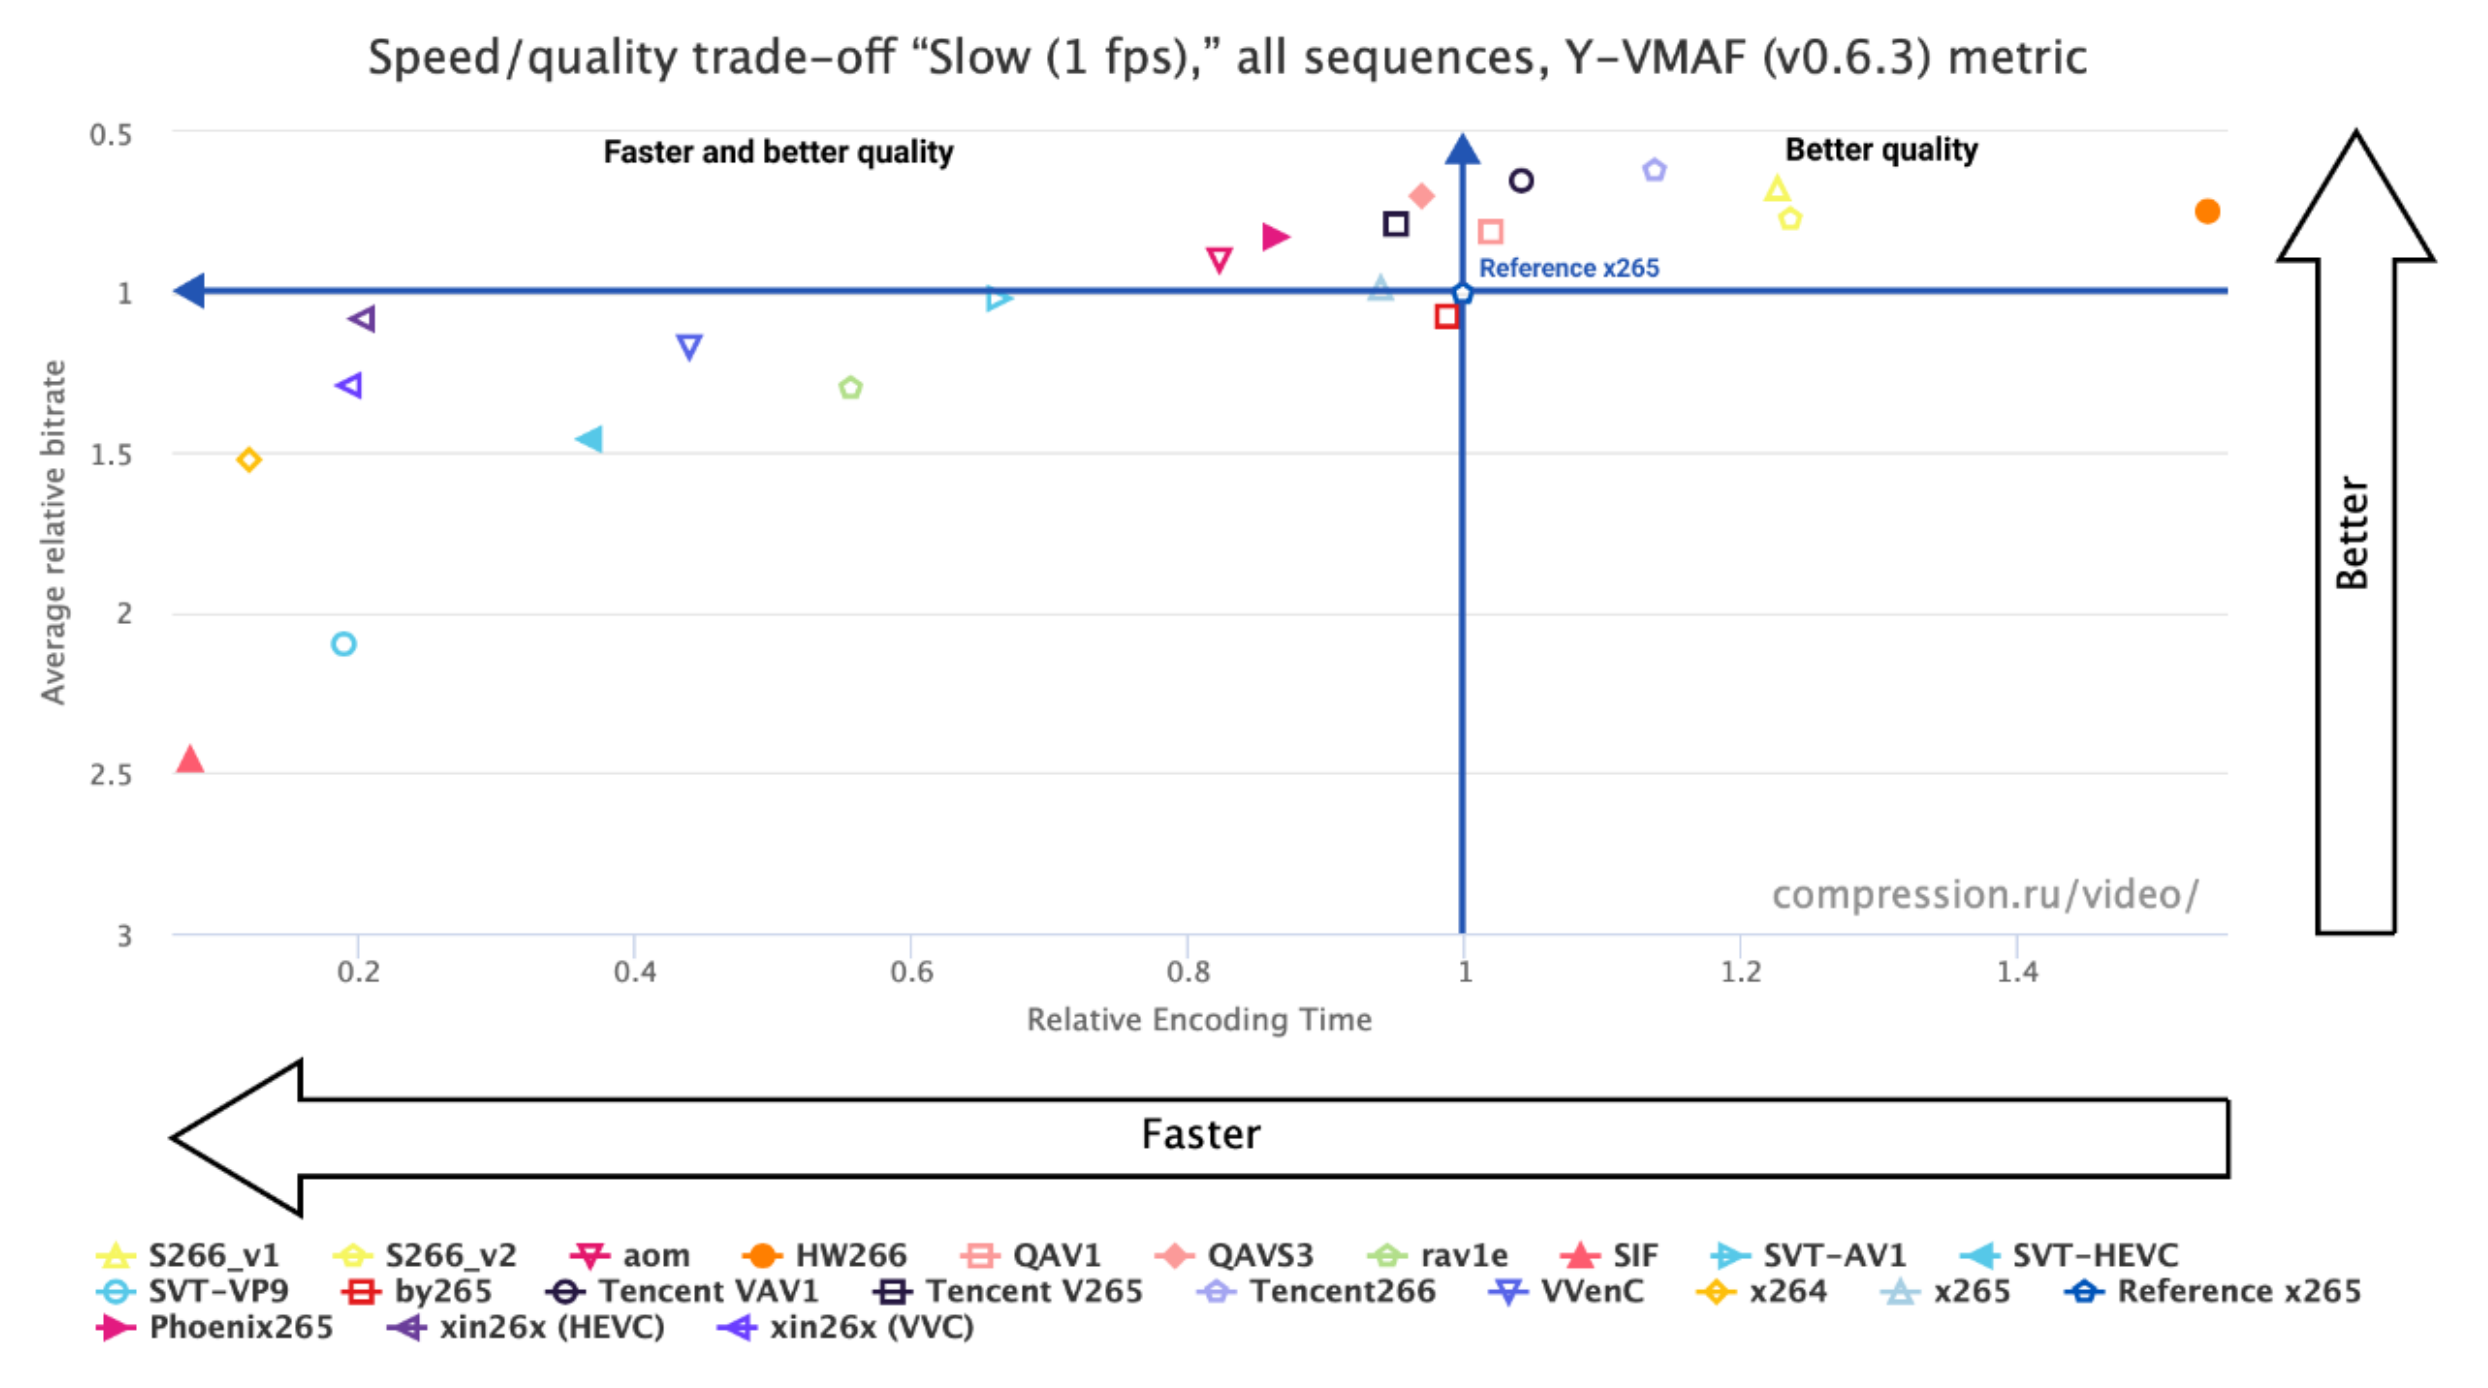 Speed/quality trade-off “Slow (1 fps),” all sequences, Y-VMAF (v0.6.3) metric
0.5
Faster and better quality
Better quality
Reference x265
1
1.5
2
2.5
3
Average relative bitrate
Better
compression.ru/video/
0.2 0.4 0.6 0.8 1 1.2 1.4
Relative Encoding Time
Faster
S266_v1 S266_v2 aom HW266 QAV1 QAVS3 rav1e SIF SVT-AV1 SVT-HEVC
SVT-VP9 by265 Tencent VAV1 Tencent V265 Tencent266 VVenC x264 x265 Reference x265
Phoenix265 xin26x (HEVC) xin26x (VVC)